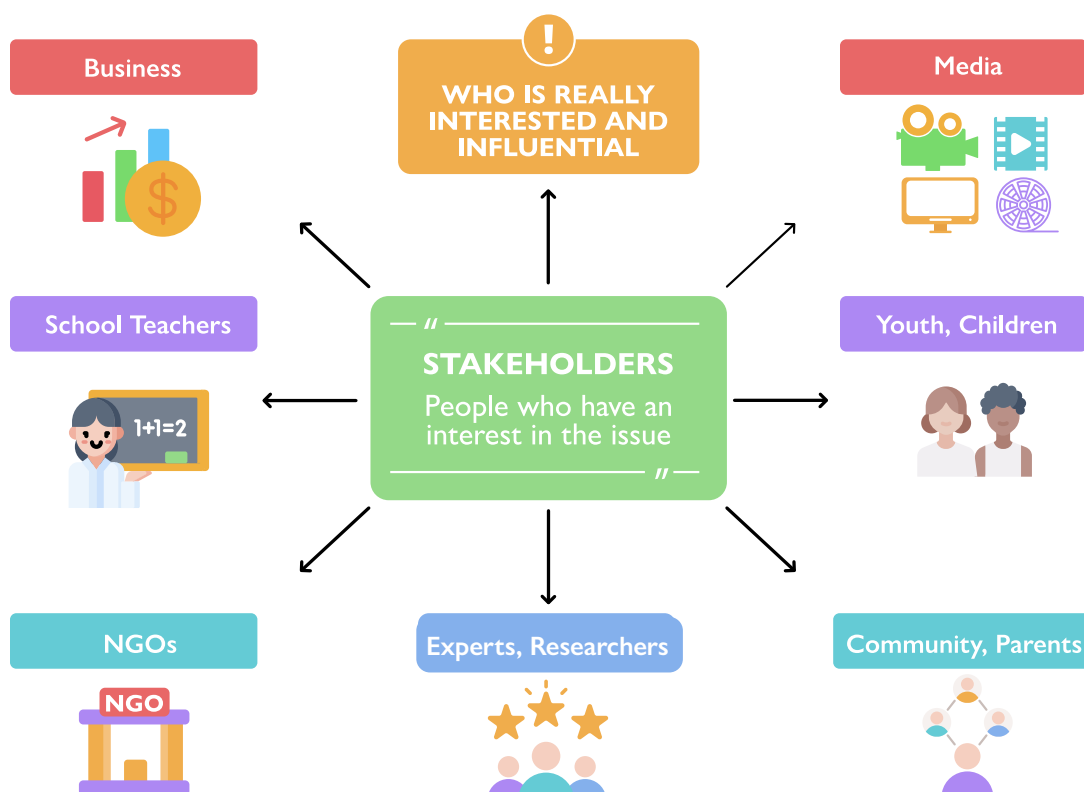 Business
!
WHO IS REALLY
INTERESTED AND
INFLUENTIAL
Media
$
School Teachers
1+1=2
“
STAKEHOLDERS
People who have an
interest in the issue
”
Youth, Children
NGOs
NGO
Experts, Researchers
Community, Parents